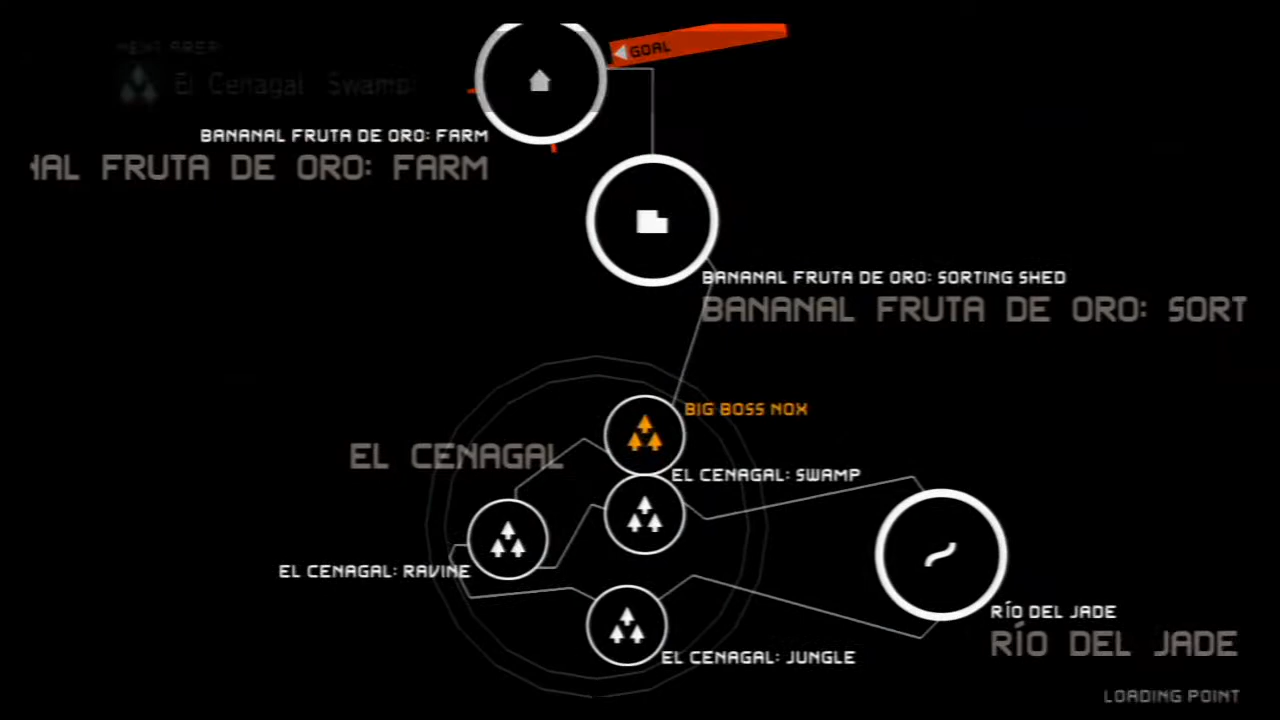 NEXT AREA:
El Cenagal Swamp
GOAL
BANANAL FRUTA DE ORO: FARM
NAL FRUTA DE ORO: FARM
BANANAL FRUTA DE ORO: SORTING SHED
BANANAL FRUTA DE ORO: SORT
BIG BOSS NOX
EL CENAGAL
EL CENAGAL: SWAMP
EL CENAGAL: RAVINE
RÍO DEL JADE
RÍO DEL JADE
EL CENAGAL: JUNGLE
LOADING POINT